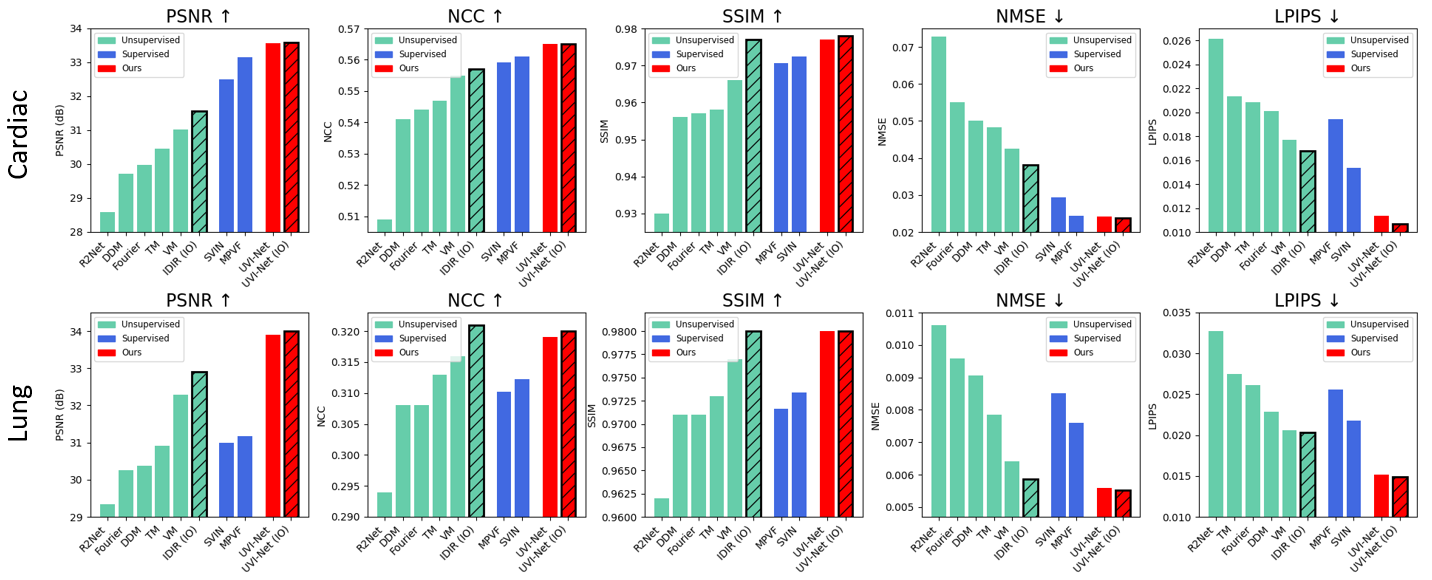 Cardiac
PSNR ↑
PSNR (dB)
34
33
32
31
30
29
28
Unsupervised
Supervised
Ours
R2Net
DDM
Fourier
TM
VM
IDIR (IO)
SVIN
MPVF
UVI-Net
UVI-Net (IO)
NCC ↑
NCC
0.57
0.56
0.55
0.54
0.53
0.52
0.51
Unsupervised
Supervised
Ours
R2Net
DDM
Fourier
TM
VM
IDIR (IO)
SVIN
MPVF
UVI-Net
UVI-Net (IO)
SSIM ↑
SSIM
0.98
0.97
0.96
0.95
0.94
0.93
Unsupervised
Supervised
Ours
R2Net
DDM
Fourier
TM
VM
IDIR (IO)
MPVF
SVIN
UVI-Net
UVI-Net (IO)
NMSE ↓
NMSE
0.07
0.06
0.05
0.04
0.03
0.02
Unsupervised
Supervised
Ours
R2Net
Fourier
DDM
TM
VM
IDIR (IO)
SVIN
MPVF
UVI-Net
UVI-Net (IO)
LPIPS ↓
LPIPS
0.026
0.024
0.022
0.020
0.018
0.016
0.014
0.012
0.010
Unsupervised
Supervised
Ours
R2Net
DDM
TM
Fourier
VM
IDIR (IO)
MPVF
SVIN
UVI-Net
UVI-Net (IO)
Lung
PSNR ↑
PSNR (dB)
34
33
32
31
30
29
Unsupervised
Supervised
Ours
R2Net
Fourier
DDM
TM
VM
IDIR (IO)
SVIN
MPVF
UVI-Net
UVI-Net (IO)
NCC ↑
NCC
0.320
0.315
0.310
0.305
0.300
0.295
0.290
Unsupervised
Supervised
Ours
R2Net
DDM
Fourier
TM
VM
IDIR (IO)
MPVF
SVIN
UVI-Net
UVI-Net (IO)
SSIM ↑
SSIM
0.9800
0.9775
0.9750
0.9725
0.9700
0.9675
0.9650
0.9625
0.9600
Unsupervised
Supervised
Ours
R2Net
DDM
Fourier
TM
VM
IDIR (IO)
MPVF
SVIN
UVI-Net
UVI-Net (IO)
NMSE ↓
NMSE
0.011
0.010
0.009
0.008
0.007
0.006
0.005
Unsupervised
Supervised
Ours
R2Net
Fourier
DDM
TM
VM
IDIR (IO)
SVIN
MPVF
UVI-Net
UVI-Net (IO)
LPIPS ↓
LPIPS
0.035
0.030
0.025
0.020
0.015
0.010
Unsupervised
Supervised
Ours
R2Net
TM
Fourier
DDM
VM
IDIR (IO)
MPVF
SVIN
UVI-Net
UVI-Net (IO)